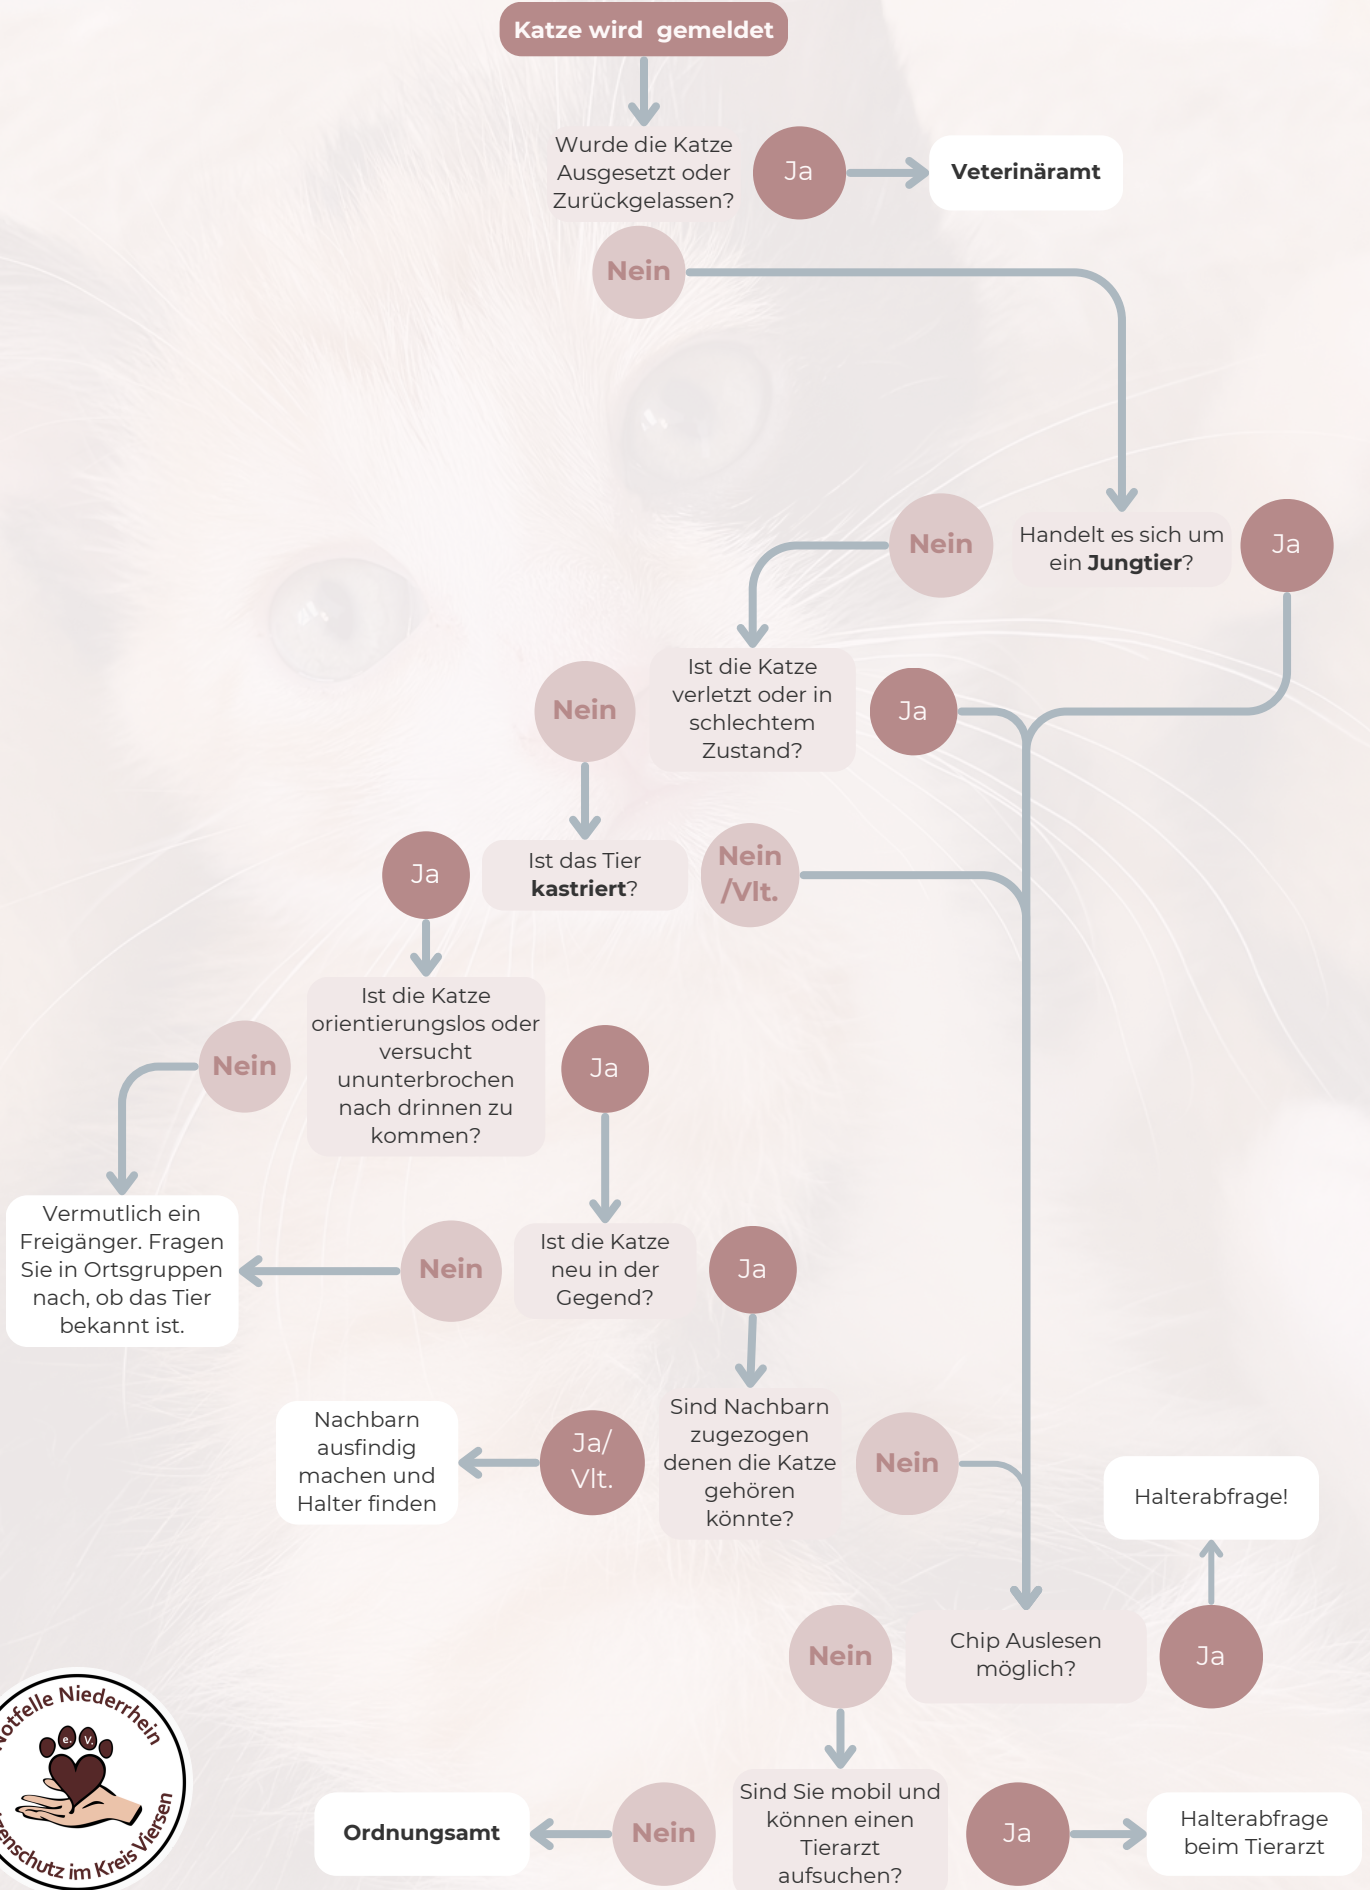 Katze wird gemeldet
Wurde die Katze
Ausgesetzt oder
Zurückgelassen?
Ja
Veterinäramt
Nein
Nein
Handelt es sich um
ein Jungtier?
Ja
Nein
Ist die Katze
verletzt oder in
schlechtem
Zustand?
Ja
Ja
Ist das Tier
kastriert?
Nein
/Vlt.
Nein
Ist die Katze
orientierungslos oder
versucht
ununterbrochen
nach drinnen zu
kommen?
Ja
Vermutlich ein
Freigänger. Fragen
Sie in Ortsgruppen
nach, ob das Tier
bekannt ist.
Nein
Ist die Katze
neu in der
Gegend?
Ja
Nachbarn
ausfindig
machen und
Halter finden
Ja/
Vlt.
Sind Nachbarn
zugezogen
denen die Katze
gehören
könnte?
Nein
Halterabfrage!
Nein
Chip Auslesen
möglich?
Ja
Ordnungsamt
Nein
Sind Sie mobil und
können einen
Tierarzt
aufsuchen?
Ja
Halterabfrage
beim Tierarzt
Notfelle Niederrhein
e. V.
im Kreis Viersen